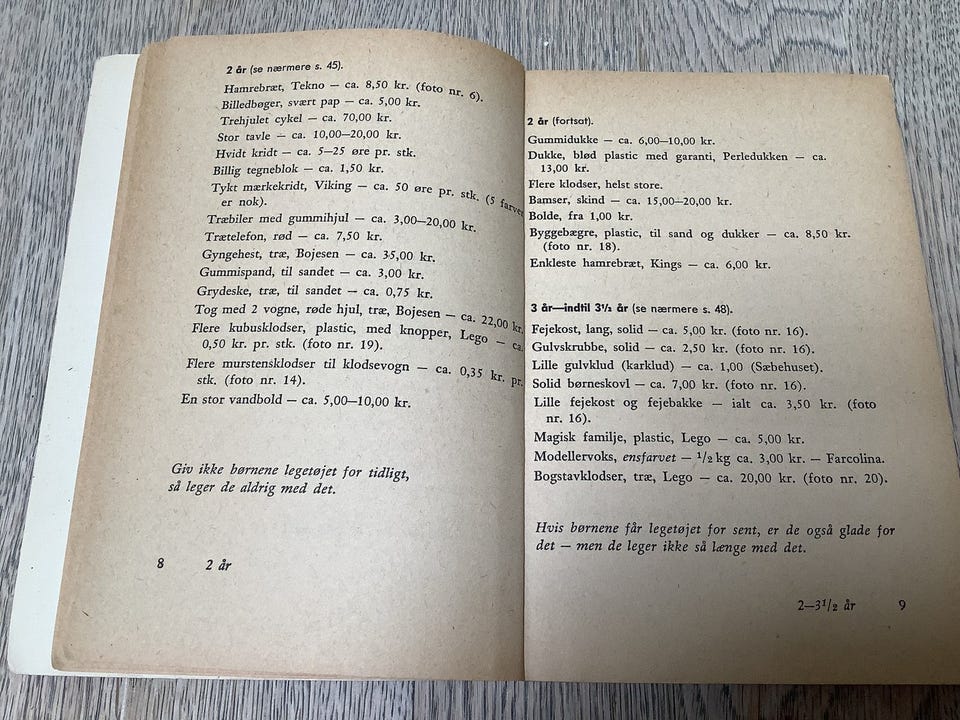 2 år (se nærmere s. 45).
Hamrebræt, Tekno — ca. 8,50 kr. (foto nr. 6).
Billedbøger, svært pap — ca. 5,00 kr.
Trehjulet cykel — ca. 70,00 kr.
Stor tavle — ca. 10,00—20,00 kr.
Hvidt kridt — ca. 5—25 øre pr. stk.
Billig tegneblok — ca. 1,50 kr.
Tykt mærkekridt, Viking — ca. 50 øre pr. stk. (5 farver
er nok).
Træbiler med gummihjul — ca. 3,00—20,00 kr.
Trætelefon, rød — ca. 7,50 kr.
Gyngehest, træ, Bojesen — ca. 35,00 kr.
Gummispand, til sandet — ca. 3,00 kr.
Grydeske, træ, til sandet — ca. 0,75 kr.
Tog med 2 vogne, røde hjul, træ, Bojesen — ca. 22,00 kr.
Flere kubusklodser, plastic, med knopper, Lego — ca.
0,50 kr. pr. stk. (foto nr. 19).
Flere murstensklodser til klodsevogn — ca. 0,35 kr. pr.
stk. (foto nr. 14).
En stor vandbold — ca. 5,00—10,00 kr.
Giv ikke børnene legetøjet for tidligt,
så leger de aldrig med det.
8 2 år
2 år (fortsat).
Gummidukke — ca. 6,00—10,00 kr.
Dukke, blød plastic med garanti, Perledukken — ca.
13,00 kr.
Flere klodser, helst store.
Bamser, skind — ca. 15,00—20,00 kr.
Bolde, fra 1,00 kr.
Byggebægre, plastic, til sand og dukker — ca. 8,50 kr.
(foto nr. 18).
Enkleste hamrebræt, Kings — ca. 6,00 kr.
3 år—indtil 3½ år (se nærmere s. 48).
Fejekost, lang, solid — ca. 5,00 kr. (foto nr. 16).
Gulvskrubbe, solid — ca. 2,50 kr. (foto nr. 16).
Lille gulvklud (karklud) — ca. 1,00 (Sæbehuset).
Solid børneskovl — ca. 7,00 kr. (foto nr. 16).
Lille fejekost og fejebakke — ialt ca. 3,50 kr. (foto
nr. 16).
Magisk familje, plastic, Lego — ca. 5,00 kr.
Modellervoks, ensfarvet — 1/2 kg ca. 3,00 kr. — Farcolina.
Bogstavklodser, træ, Lego — ca. 20,00 kr. (foto nr. 20).
Hvis børnene får legetøjet for sent, er de også glade for
det — men de leger ikke så længe med det.
2—3 1/2 år 9